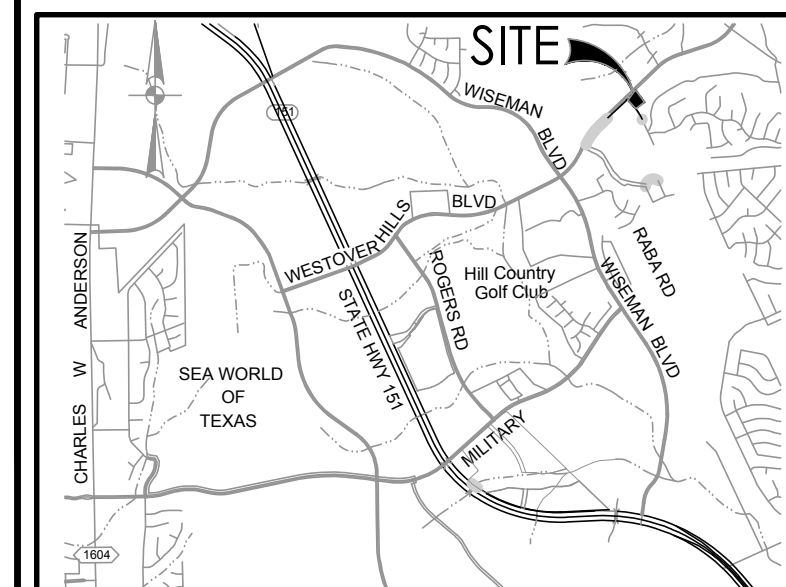 SITE
WISEMAN
BLVD
151
BLVD
HILLS
WESTOVER
RABA RD
CHARLES W ANDERSON
ROGERS RD
Hill Country
Golf Club
WISEMAN BLVD
STATE HWY 151
SEA WORLD
OF
TEXAS
MILITARY
1604